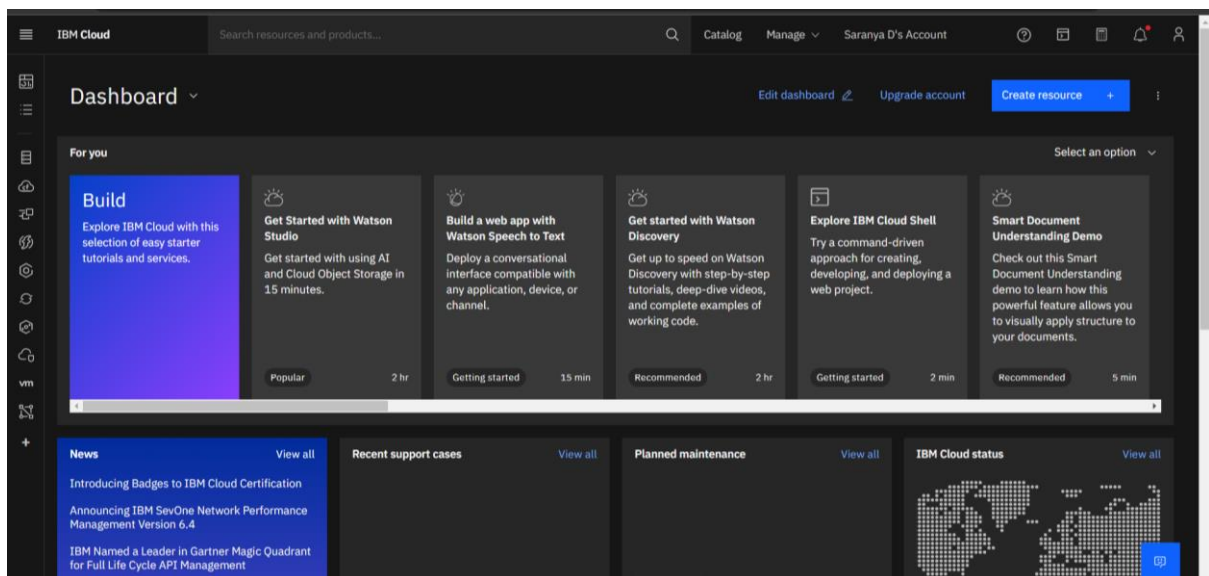 IBM Cloud
Search resources and products...
Catalog
Manage
Saranya D's Account
Dashboard
Edit dashboard
Upgrade account
Create resource +
For you
Select an option
Build
Explore IBM Cloud with this
selection of easy starter
tutorials and services.
Get Started with Watson
Studio
Get started with using AI
and Cloud Object Storage in
15 minutes.
Popular
2 hr
Build a web app with
Watson Speech to Text
Deploy a conversational
interface compatible with
any application, device, or
channel.
Getting started
15 min
Get started with Watson
Discovery
Get up to speed on Watson
Discovery with step-by-step
tutorials, deep-dive videos,
and complete examples of
working code.
Recommended
2 hr
Explore IBM Cloud Shell
Try a command-driven
approach for creating,
developing, and deploying a
web project.
Getting started
2 min
Smart Document
Understanding Demo
Check out this Smart
Document Understanding
demo to learn how this
powerful feature allows you
to visually apply structure to
your documents.
Recommended
5 min
vm
News
View all
Introducing Badges to IBM Cloud Certification
Announcing IBM SevOne Network Performance
Management Version 6.4
IBM Named a Leader in Gartner Magic Quadrant
for Full Life Cycle API Management
Recent support cases
View all
Planned maintenance
View all
IBM Cloud status
View all